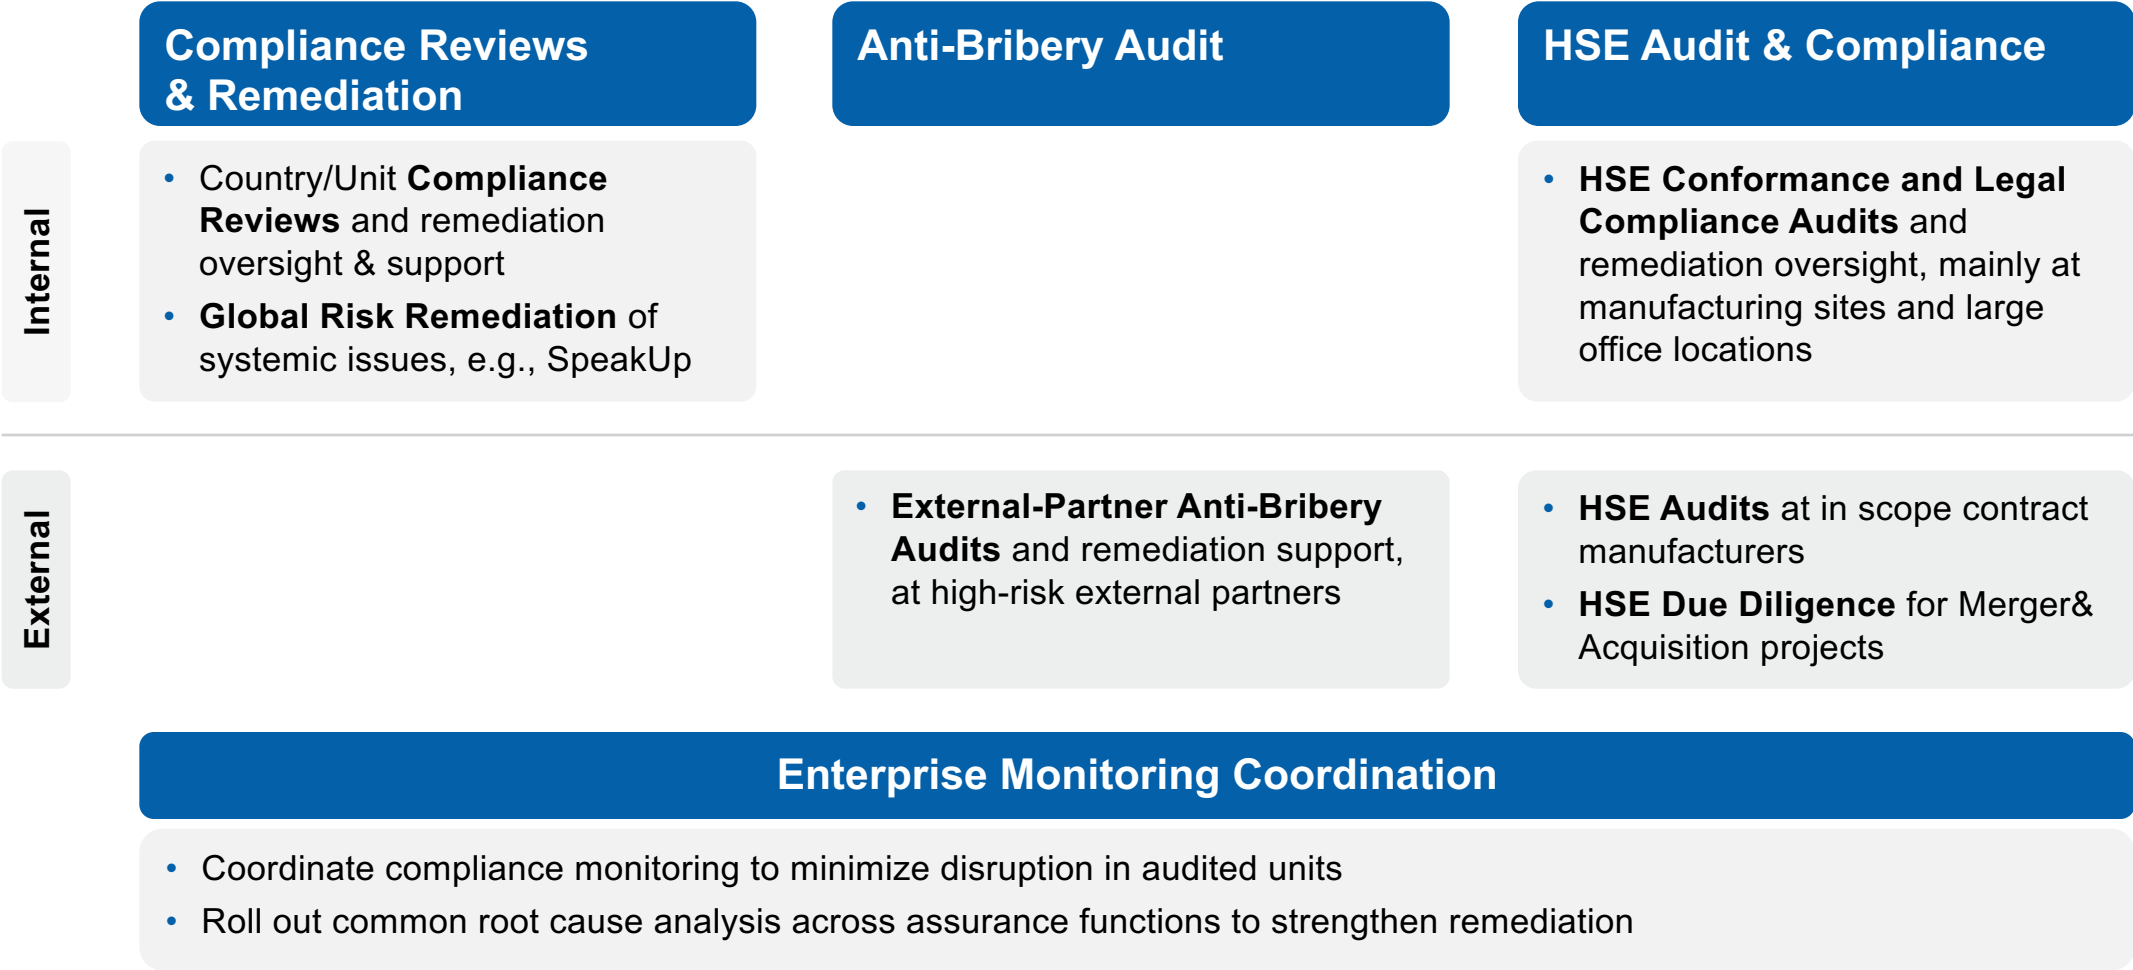 Compliance Reviews
& Remediation
Anti-Bribery Audit
HSE Audit & Compliance
Internal
• Country/Unit Compliance
Reviews and remediation
oversight & support
• Global Risk Remediation of
systemic issues, e.g., SpeakUp
• HSE Conformance and Legal
Compliance Audits and
remediation oversight, mainly at
manufacturing sites and large
office locations
External
• External-Partner Anti-Bribery
Audits and remediation support,
at high-risk external partners
• HSE Audits at in scope contract
manufacturers
• HSE Due Diligence for Merger&
Acquisition projects
Enterprise Monitoring Coordination
• Coordinate compliance monitoring to minimize disruption in audited units
• Roll out common root cause analysis across assurance functions to strengthen remediation